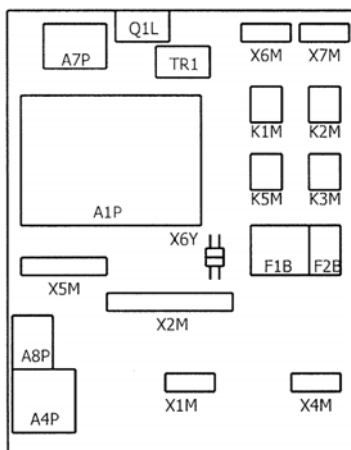 Q1L
A7P
TR1
X6M X7M
K1M K2M
K5M K3M
A1P
X6Y
F1B F2B
X5M
X2M
A8P
A4P
X1M X4M